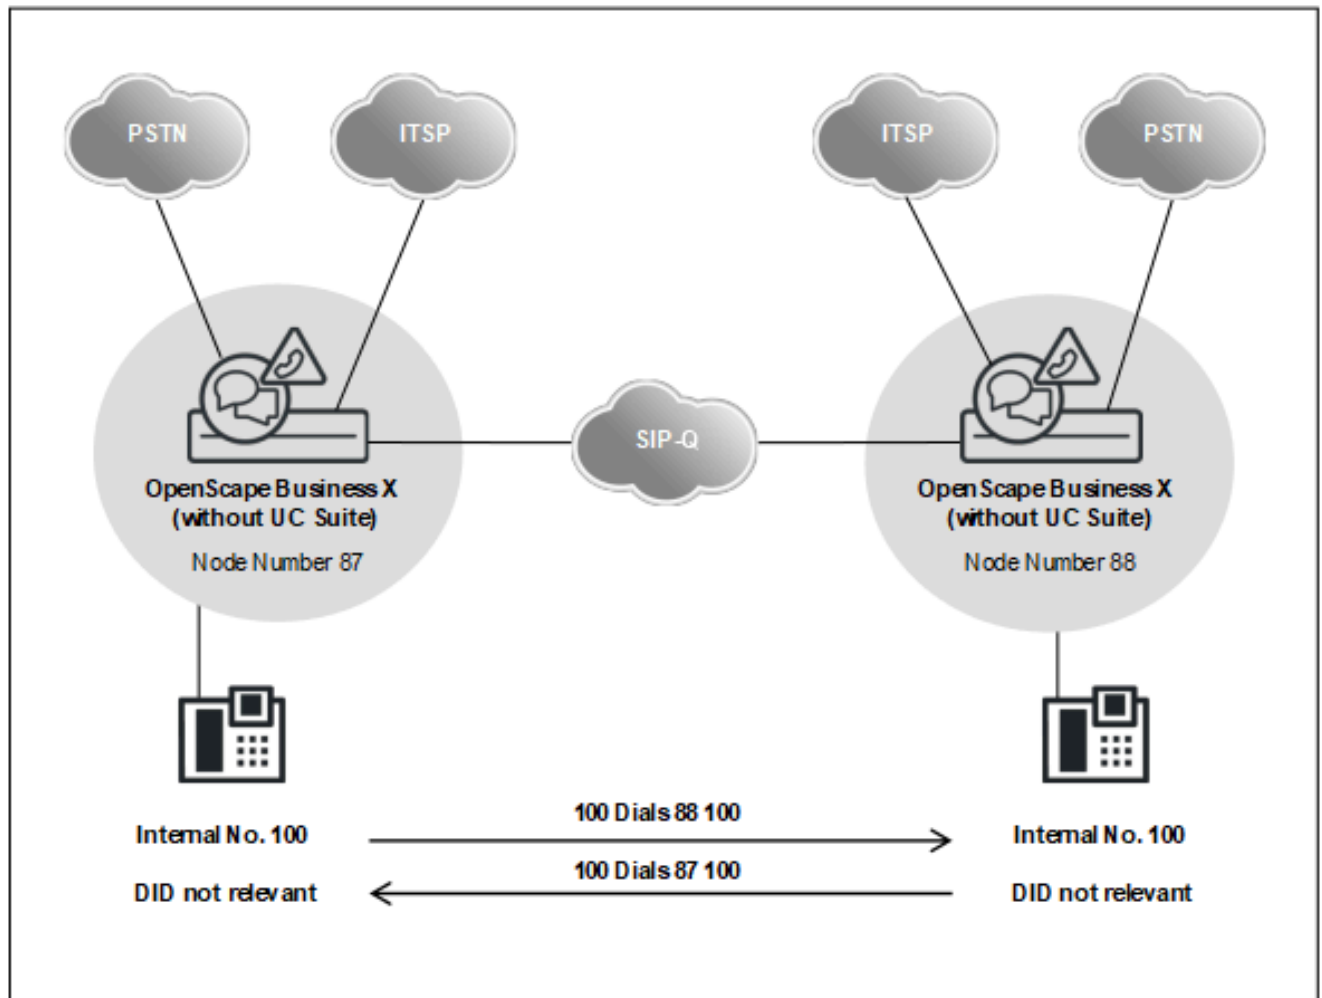 PSTN
ITSP
ITSP
PSTN
SIP-Q
OpenScape Business X
(without UC Suite)
Node Number 87
OpenScape Business X
(without UC Suite)
Node Number 88
100 Dials 88 100
Internal No. 100
Internal No. 100
100 Dials 87 100
DID not relevant
DID not relevant